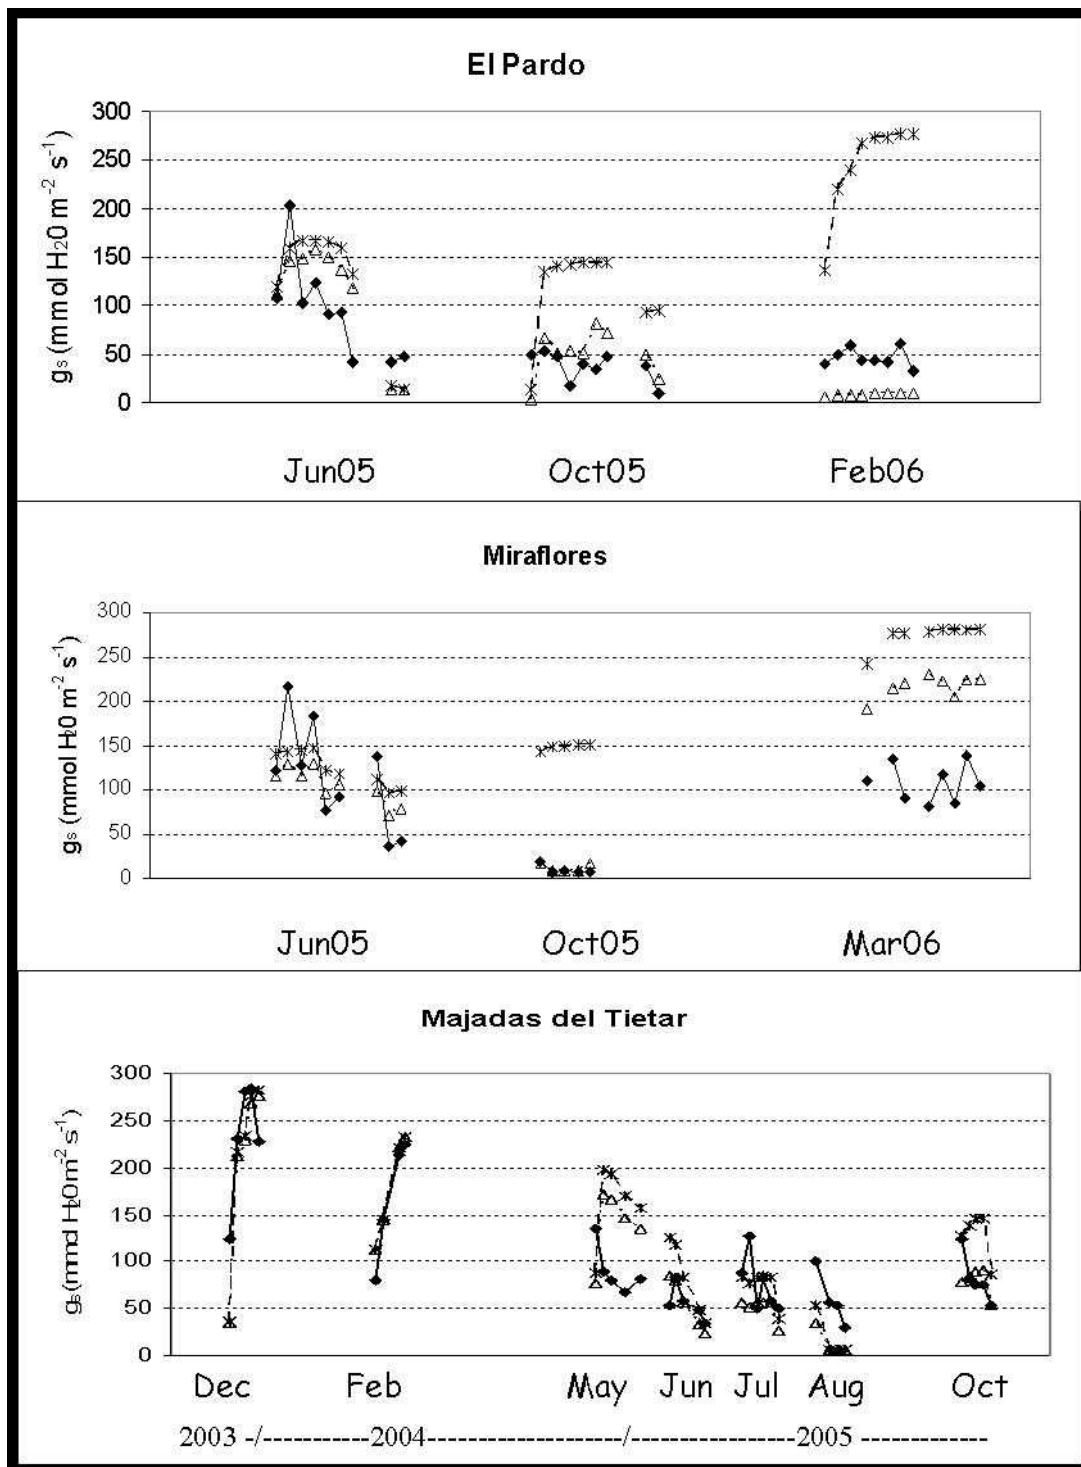 El Pardo
gs (mmol H20 m-2 s-1)
300
250
200
150
100
50
0
Jun05 Oct05 Feb06
Miraflores
gs (mmol H20 m-2 s-1)
300
250
200
150
100
50
0
Jun05 Oct05 Mar06
Majadas del Tietar
gs (mmd H20m-2 s-1)
300
250
200
150
100
50
0
Dec Feb May Jun Jul Aug Oct
2003 -/------------2004----------------------/------------------2005 --------------